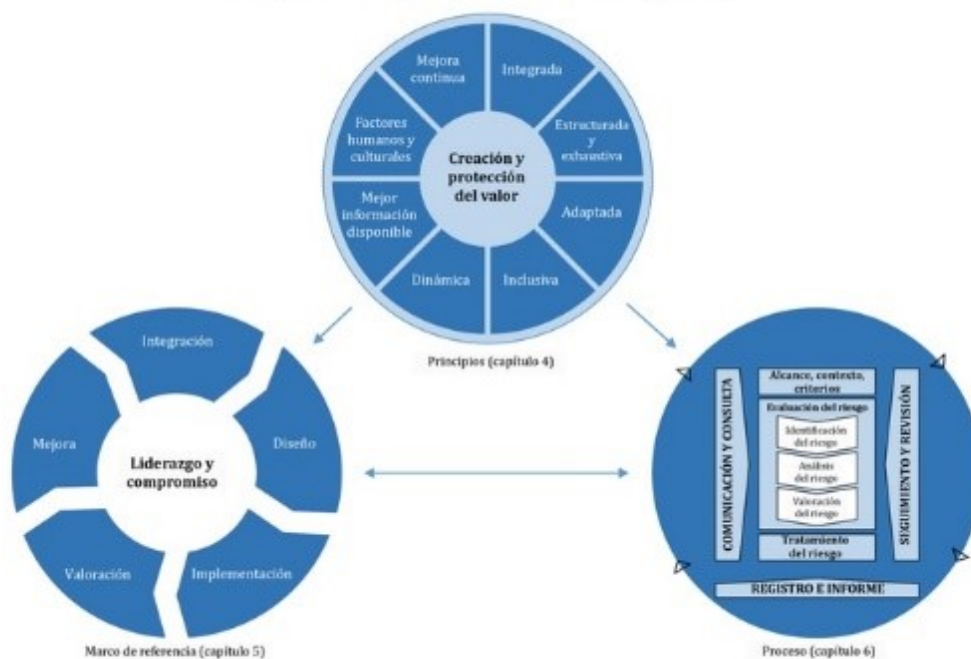 Mejora
continua
Integrada
Estructurada
y
exhaustiva
Adaptada
Inclusiva
Dinámica
Mejor
información
disponible
Factores
humanos y
culturales
Creación y
protección
del valor
Principios (capítulo 4)
Integración
Diseño
Implementación
Valoración
Mejora
Liderazgo y
compromiso
Marco de referencia (capítulo 5)
COMUNICACIÓN Y CONSULTA
Alcance, contexto,
criterios
Evaluación del riesgo
Identificación
del riesgo
Análisis
del riesgo
Valoración
del riesgo
Tratamiento
del riesgo
SEGUIMIENTO Y REVISIÓN
REGISTRO E INFORME
Proceso (capítulo 6)